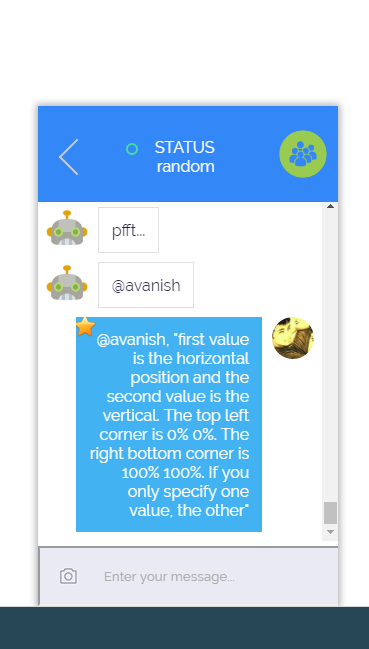 STATUS
random
pfft...
@avanish
@avanish, "first value
is the horizontal
position and the
second value is the
vertical. The top left
corner is 0% 0%. The
right bottom corner is
100% 100%. If you
only specify one
value, the other"
Enter your message...